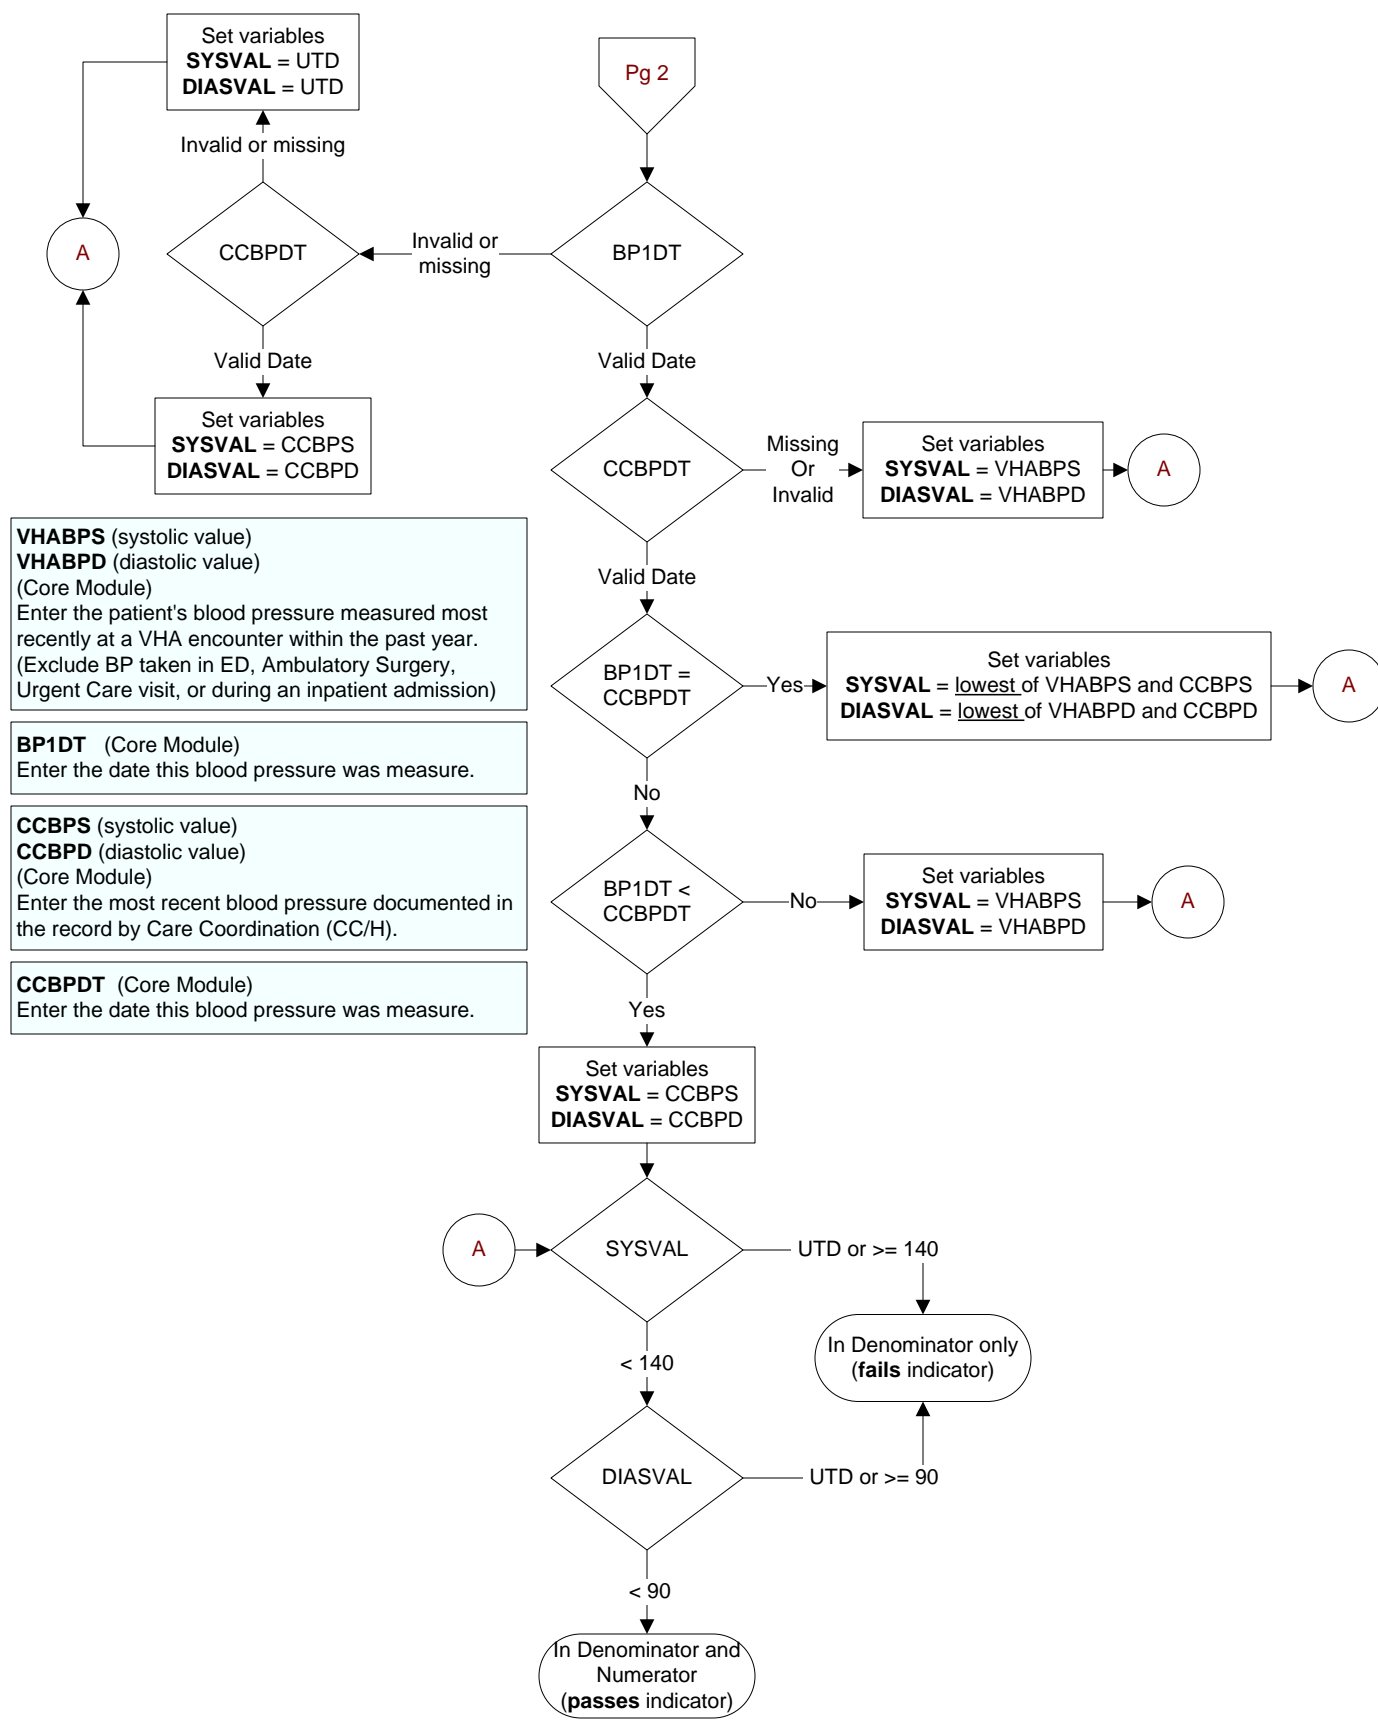 Set variables
SYSVAL = UTD
DIASVAL = UTD
Pg 2
Invalid or missing
A
CCBPDT
Invalid or
missing
BP1DT
Valid Date
Valid Date
Set variables
SYSVAL = CCBPS
DIASVAL = CCBPD
CCBPDT
Missing
Or
Invalid
Set variables
SYSVAL = VHABPS
DIASVAL = VHABPD
A
VHABPS (systolic value)
VHABPD (diastolic value)
(Core Module)
Enter the patient's blood pressure measured most
recently at a VHA encounter within the past year.
(Exclude BP taken in ED, Ambulatory Surgery,
Urgent Care visit, or during an inpatient admission)
BP1DT (Core Module)
Enter the date this blood pressure was measure.
CCBPS (systolic value)
CCBPD (diastolic value)
(Core Module)
Enter the most recent blood pressure documented in
the record by Care Coordination (CC/H).
CCBPDT (Core Module)
Enter the date this blood pressure was measure.
Valid Date
BP1DT =
CCBPDT
Yes
Set variables
SYSVAL = lowest of VHABPS and CCBPS
DIASVAL = lowest of VHABPD and CCBPD
A
No
BP1DT <
CCBPDT
No
Set variables
SYSVAL = VHABPS
DIASVAL = VHABPD
A
Yes
Set variables
SYSVAL = CCBPS
DIASVAL = CCBPD
A
SYSVAL
UTD or >= 140
In Denominator only
(fails indicator)
< 140
DIASVAL
UTD or >= 90
< 90
In Denominator and
Numerator
(passes indicator)